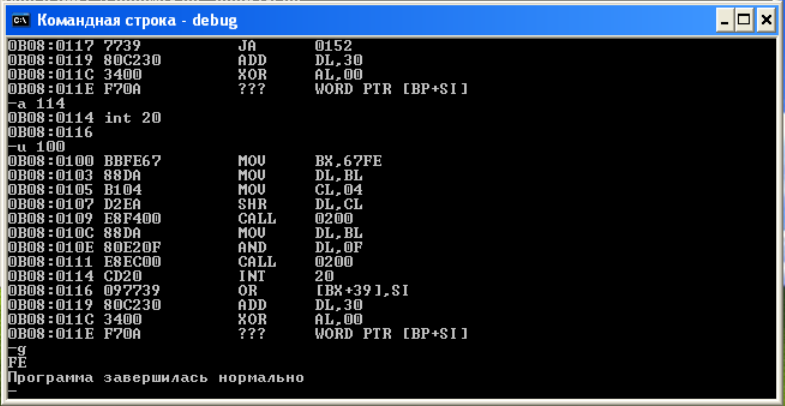 Командная строка - debug
0B08:0117 7739 JA 0152
0B08:0119 80C230 ADD DL,30
0B08:011C 3400 XOR AL,00
0B08:011E F70A ??? WORD PTR [BP+SI]
-a 114
0B08:0114 int 20
0B08:0116
-u 100
0B08:0100 BBFE67 MOV BX,67FE
0B08:0103 88DA MOV DL,BL
0B08:0105 B104 MOV CL,04
0B08:0107 D2EA SHR DL,CL
0B08:0109 E8F400 CALL 0200
0B08:010C 88DA MOV DL,BL
0B08:010E 80E20F AND DL,0F
0B08:0111 E8EC00 CALL 0200
0B08:0114 CD20 INT 20
0B08:0116 097739 OR [BX+39],SI
0B08:0119 80C230 ADD DL,30
0B08:011C 3400 XOR AL,00
0B08:011E F70A ??? WORD PTR [BP+SI]
-g
FE
Программа завершилась нормально
-